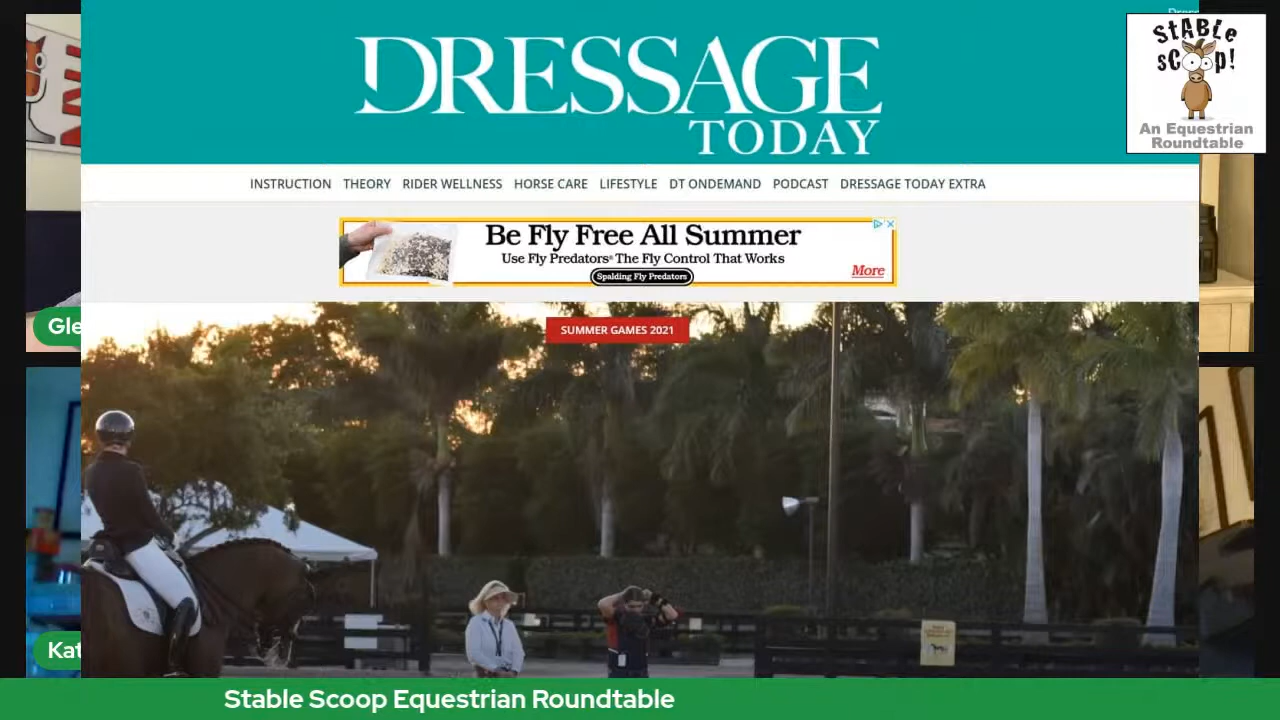 DRESSAGE
TODAY
STABLE
SCOOP!
An Equestrian
Roundtable
INSTRUCTION THEORY RIDER WELLNESS HORSE CARE LIFESTYLE DT ONDEMAND PODCAST DRESSAGE TODAY EXTRA
Be Fly Free All Summer
Use Fly Predators® The Fly Control That Works
Spalding Fly Predators
More
SUMMER GAMES 2021
Gle
Kat
Stable Scoop Equestrian Roundtable